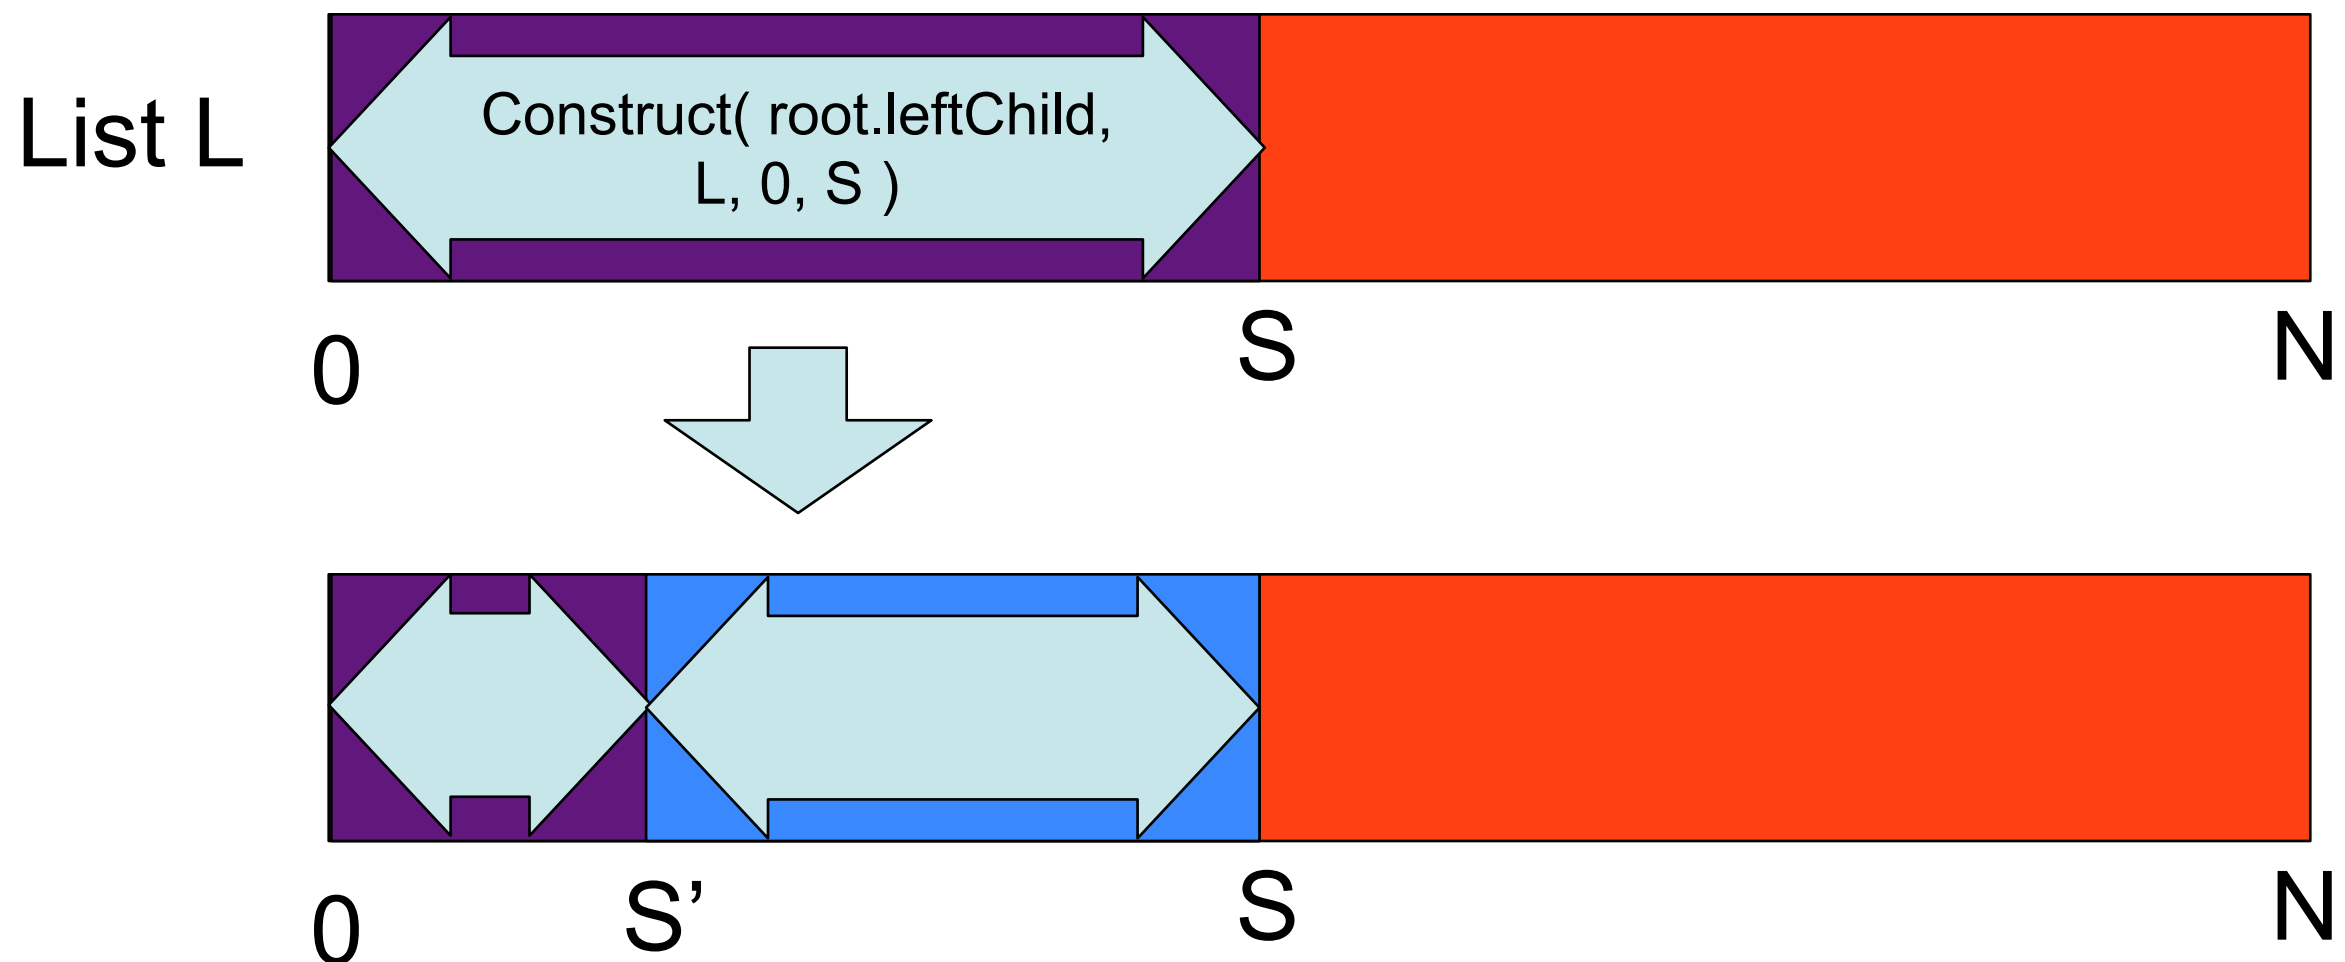 List L
Construct( root.leftChild,
L, 0, S )
0
S
N
0
S’
S
N